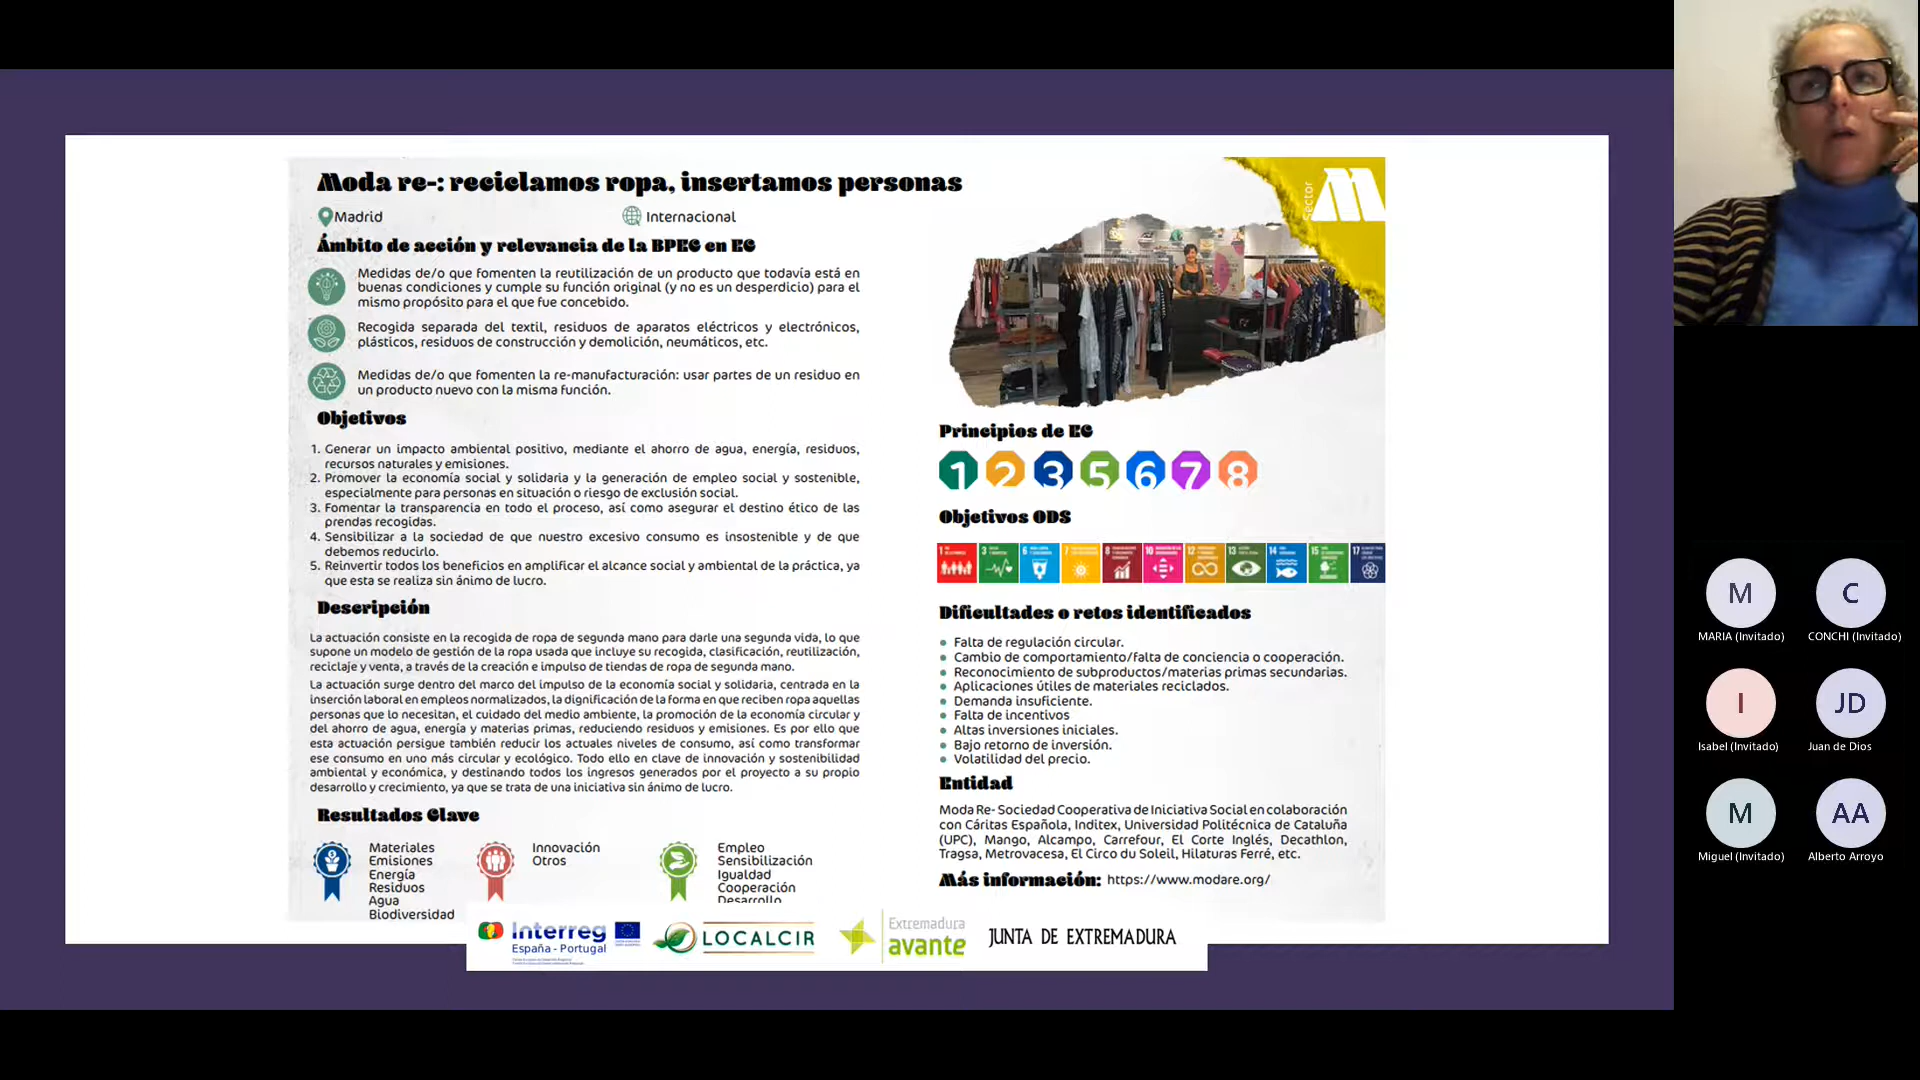 Moda re-: reciclamos ropa, insertamos personas
Madrid
Internacional
Ámbito de acción y relevancia de la BPEC en EC
Medidas de/o que fomenten la reutilización de un producto que todavía está en
buenas condiciones y cumple su función original (y no es un desperdicio) para el
mismo propósito para el que fue concebido.
Recogida separada del textil, residuos de aparatos eléctricos y electrónicos,
plásticos, residuos de construcción y demolición, neumáticos, etc.
Medidas de/o que fomenten la re-manufacturación: usar partes de un residuo en
un producto nuevo con la misma función.
Objetivos
1. Generar un impacto ambiental positivo, mediante el ahorro de agua, energía, residuos,
recursos naturales y emisiones.
2. Promover la economía social y solidaria y la generación de empleo social y sostenible,
especialmente para personas en situación o riesgo de exclusión social.
3. Fomentar la transparencia en todo el proceso, así como asegurar el destino ético de las
prendas recogidas.
4. Sensibilizar a la sociedad de que nuestro excesivo consumo es insostenible y de que
debemos reducirlo.
5. Reinvertir todos los beneficios en amplificar el alcance social y ambiental de la práctica, ya
que esta se realiza sin ánimo de lucro.
Descripción
La actuación consiste en la recogida de ropa de segunda mano para darle una segunda vida, lo que
supone un modelo de gestión de la ropa usada que incluye su recogida, clasificación, reutilización,
reciclaje y venta, a través de la creación e impulso de tiendas de ropa de segunda mano.
La actuación surge dentro del marco del impulso de la economía social y solidaria, centrada en la
inserción laboral en empleos normalizados, la dignificación de la forma en que reciben ropa aquellas
personas que lo necesitan, el cuidado del medio ambiente, la promoción de la economía circular y
del ahorro de agua, energía y materias primas, reduciendo residuos y emisiones. Es por ello que
esta actuación persigue también reducir los actuales niveles de consumo, así como transformar
ese consumo en uno más circular y ecológico. Todo ello en clave de innovación y sostenibilidad
ambiental y económica, y destinando todos los ingresos generados por el proyecto a su propio
desarrollo y crecimiento, ya que se trata de una iniciativa sin ánimo de lucro.
Resultados Clave
Materiales
Emisiones
Energía
Residuos
Agua
Biodiversidad
Innovación
Otros
Empleo
Sensibilización
Igualdad
Cooperación
Desarrollo
Sector
M
Principios de EC
1 2 3 5 6 7 8
Objetivos ODS
1 3 6 7 8 10 12 13 14 15 17
Dificultades o retos identificados
Falta de regulación circular.
Cambio de comportamiento/falta de conciencia o cooperación.
Reconocimiento de subproductos/materias primas secundarias.
Aplicaciones útiles de materiales reciclados.
Demanda insuficiente.
Falta de incentivos
Altas inversiones iniciales.
Bajo retorno de inversión.
Volatilidad del precio.
Entidad
Moda Re- Sociedad Cooperativa de Iniciativa Social en colaboración
con Cáritas Española, Inditex, Universidad Politécnica de Cataluña
(UPC), Mango, Alcampo, Carrefour, El Corte Inglés, Decathlon,
Tragsa, Metrovacesa, El Circo du Soleil, Hilaturas Ferré, etc.
Más información: https://www.modare.org/
Interreg
España - Portugal
LOCALCIR
Extremadura
avante
JUNTA DE EXTREMADURA
M
MARIA (Invitado)
C
CONCHI (Invitado)
I
Isabel (Invitado)
JD
Juan de Dios
M
Miguel (Invitado)
AA
Alberto Arroyo